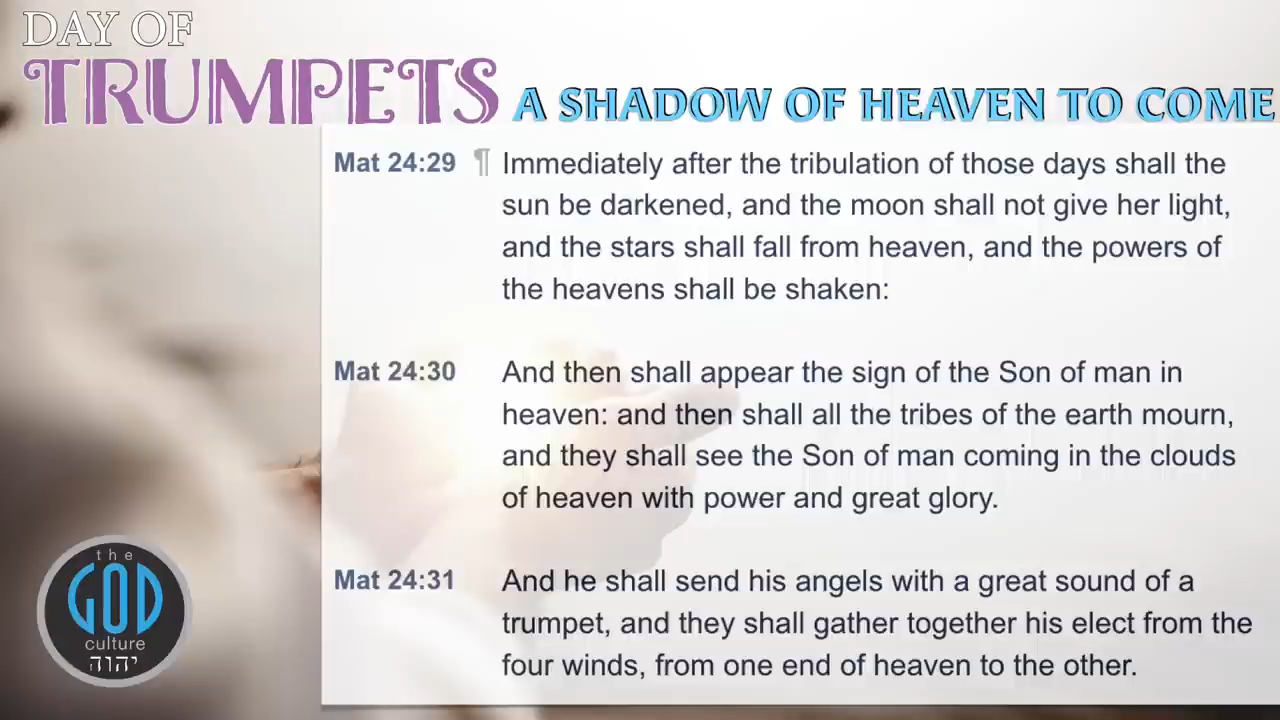 DAY OF
TRUMPETS A SHADOW OF HEAVEN TO COME
Mat 24:29 ¶ Immediately after the tribulation of those days shall the
sun be darkened, and the moon shall not give her light,
and the stars shall fall from heaven, and the powers of
the heavens shall be shaken:
Mat 24:30 And then shall appear the sign of the Son of man in
heaven: and then shall all the tribes of the earth mourn,
and they shall see the Son of man coming in the clouds
of heaven with power and great glory.
Mat 24:31 And he shall send his angels with a great sound of a
trumpet, and they shall gather together his elect from the
four winds, from one end of heaven to the other.
the
GOD
culture
יהוה